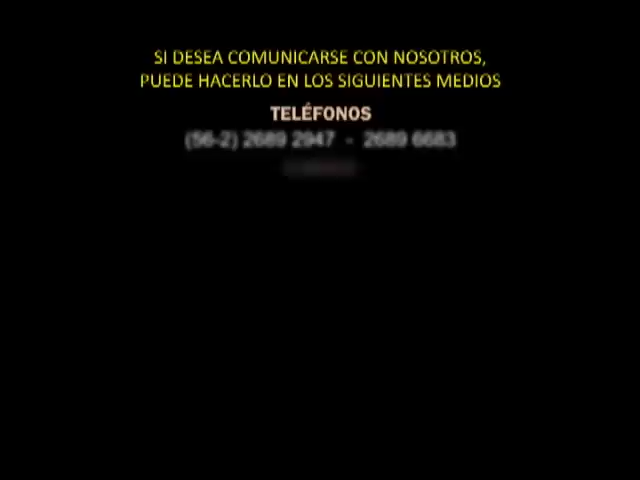 SI DESEA COMUNICARSE CON NOSOTROS,
PUEDE HACERLO EN LOS SIGUIENTES MEDIOS
TELÉFONOS
(56-2) 2689 2947 - 2689 6683